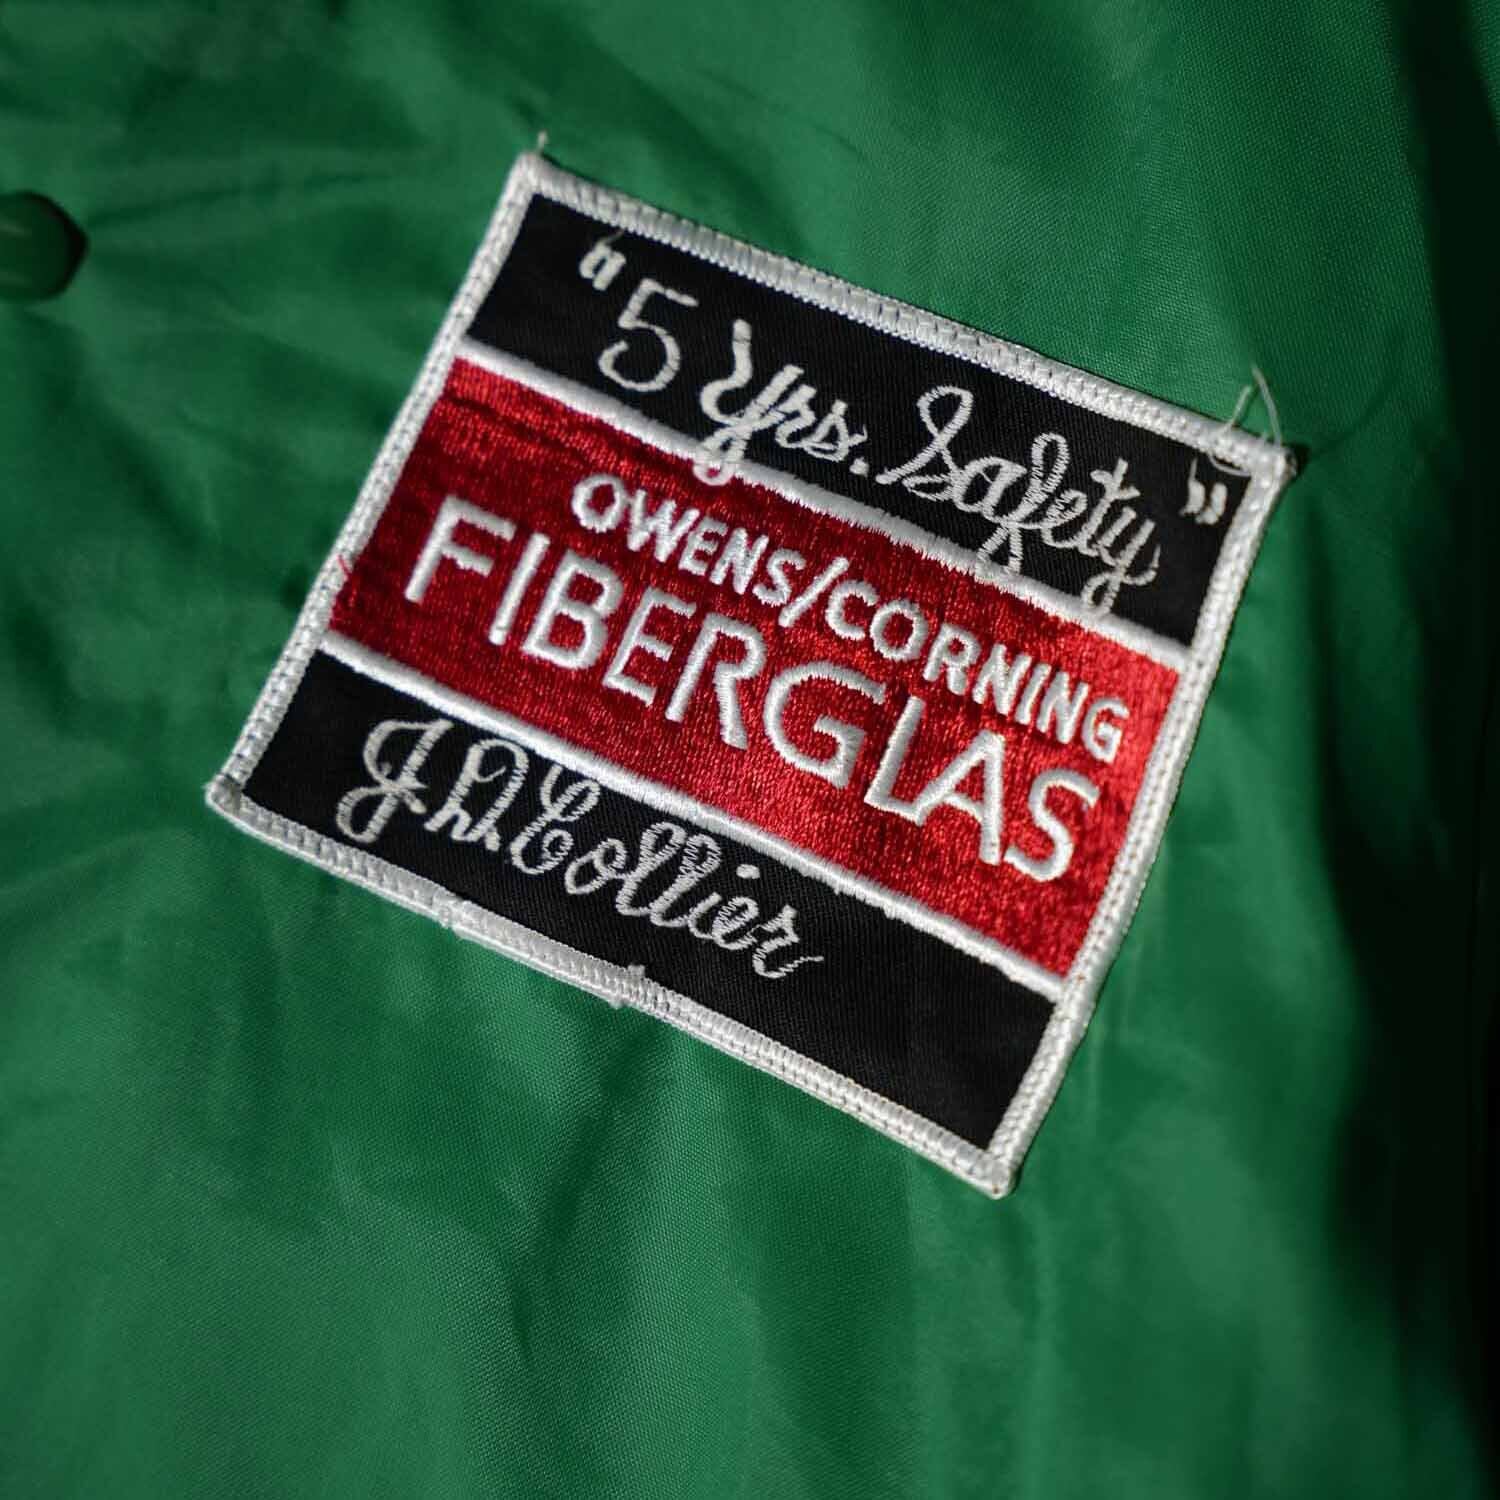 "5 Yrs. Safety"
OWENS/CORNING
FIBERGLAS
J.D. Collier